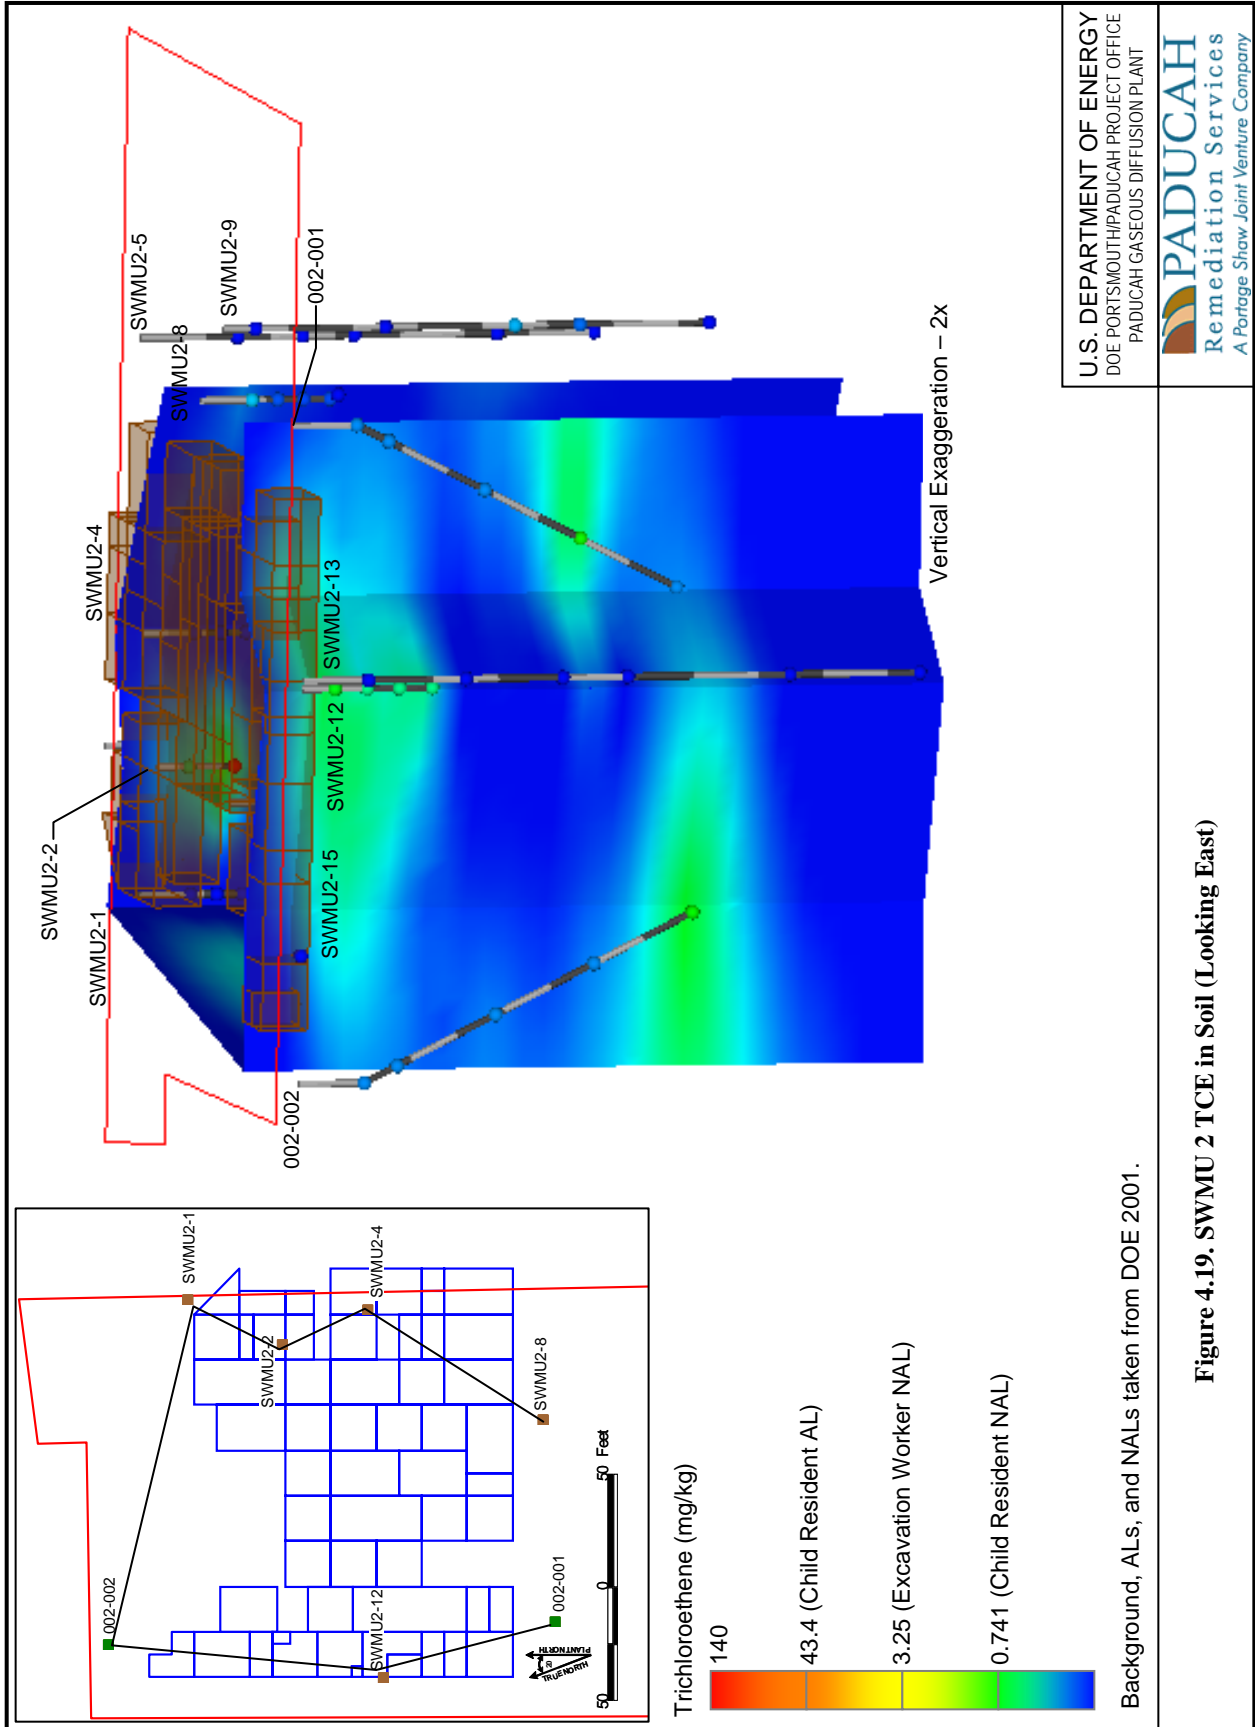 002-002
SWMU2-1
SWMU2-2
SWMU2-4
SWMU2-12
SWMU2-8
002-001
50
0
50 Feet
TRUE NORTH
PLANT NORTH
Trichloroethene (mg/kg)
140
43.4 (Child Resident AL)
3.25 (Excavation Worker NAL)
0.741 (Child Resident NAL)
Background, ALs, and NALs taken from DOE 2001.
SWMU2-2
SWMU2-1
SWMU2-4
SWMU2-5
SWMU2-8
SWMU2-9
002-001
SWMU2-13
SWMU2-12
SWMU2-15
002-002
Vertical Exaggeration – 2x
U.S. DEPARTMENT OF ENERGY
DOE PORTSMOUTH/PADUCAH PROJECT OFFICE
PADUCAH GASEOUS DIFFUSION PLANT
PADUCAH
Remediation Services
A Portage Shaw Joint Venture Company
Figure 4.19. SWMU 2 TCE in Soil (Looking East)